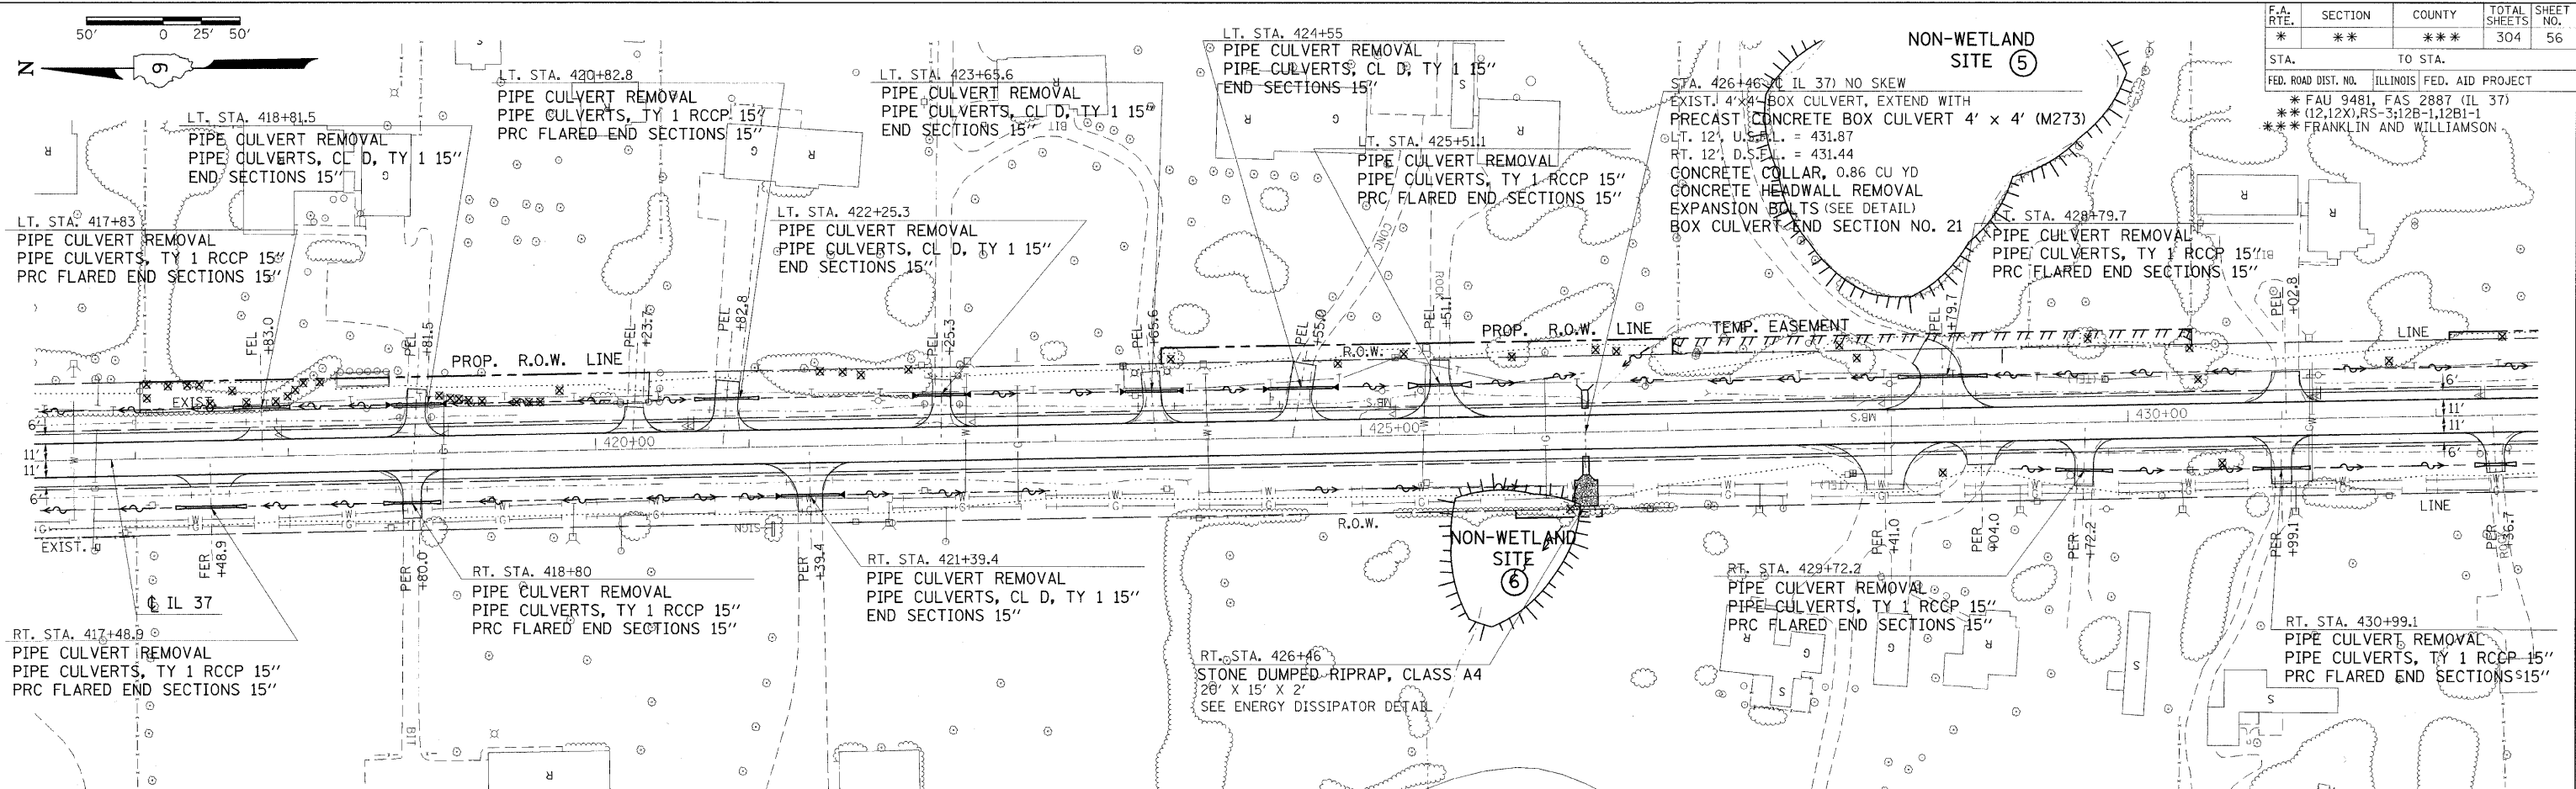 50' 0 25' 50'
N
6
F.A. RTE. SECTION COUNTY TOTAL SHEETS SHEET NO.
* ** *** 304 56
STA. TO STA.
FED. ROAD DIST. NO. ILLINOIS FED. AID PROJECT
* FAU 9481, FAS 2887 (IL 37)
** (12,12X),RS-3;12B-1,12B1-1
*** FRANKLIN AND WILLIAMSON
NON-WETLAND
SITE 5
LT. STA. 424+55
PIPE CULVERT REMOVAL
PIPE CULVERTS, CL D, TY 1 15"
END SECTIONS 15"
LT. STA. 420+82.8
PIPE CULVERT REMOVAL
PIPE CULVERTS, TY 1 RCCP 15"
PRC FLARED END SECTIONS 15"
LT. STA. 423+65.6
PIPE CULVERT REMOVAL
PIPE CULVERTS, CL D, TY 1 15"
END SECTIONS 15"
STA. 426+46 (℄ IL 37) NO SKEW
EXIST. 4'x4' BOX CULVERT, EXTEND WITH
PRECAST CONCRETE BOX CULVERT 4' x 4' (M273)
LT. 12', U.S.F.L. = 431.87
RT. 12', D.S.F.L. = 431.44
CONCRETE COLLAR, 0.86 CU YD
CONCRETE HEADWALL REMOVAL
EXPANSION BOLTS (SEE DETAIL)
BOX CULVERT END SECTION NO. 21
LT. STA. 418+81.5
PIPE CULVERT REMOVAL
PIPE CULVERTS, CL D, TY 1 15"
END SECTIONS 15"
LT. STA. 425+51.1
PIPE CULVERT REMOVAL
PIPE CULVERTS, TY 1 RCCP 15"
PRC FLARED END SECTIONS 15"
LT. STA. 417+83
PIPE CULVERT REMOVAL
PIPE CULVERTS, TY 1 RCCP 15"
PRC FLARED END SECTIONS 15"
LT. STA. 422+25.3
PIPE CULVERT REMOVAL
PIPE CULVERTS, CL D, TY 1 15"
END SECTIONS 15"
LT. STA. 428+79.7
PIPE CULVERT REMOVAL
PIPE CULVERTS, TY 1 RCCP 15"
PRC FLARED END SECTIONS 15"
BIT
CONC
ROCK
BIT
FEL +83.0
PEL +81.5
PEL +23.7
PEL +82.8
PEL +25.3
PEL +65.6
PEL +55.0
PEL +51.1
PEL +79.7
PEL +02.8
PROP. R.O.W. LINE
R.O.W.
PROP. R.O.W. LINE
TEMP. EASEMENT
LINE
EXIST.
M.B.'S
M.B.'S
420+00
425+00
430+00
6' 11' 11' 6'
6' 11' 11' 6'
EXIST.
SIGN
R.O.W.
LINE
FER +48.9
PER +80.0
PER +39.4
PER +41.0
PER +04.0
PER +72.2
PER +99.1
PER +36.7
ROCK
NON-WETLAND
SITE
6
℄ IL 37
RT. STA. 418+80
PIPE CULVERT REMOVAL
PIPE CULVERTS, TY 1 RCCP 15"
PRC FLARED END SECTIONS 15"
RT. STA. 421+39.4
PIPE CULVERT REMOVAL
PIPE CULVERTS, CL D, TY 1 15"
END SECTIONS 15"
RT. STA. 429+72.2
PIPE CULVERT REMOVAL
PIPE CULVERTS, TY 1 RCCP 15"
PRC FLARED END SECTIONS 15"
RT. STA. 417+48.9
PIPE CULVERT REMOVAL
PIPE CULVERTS, TY 1 RCCP 15"
PRC FLARED END SECTIONS 15"
RT. STA. 430+99.1
PIPE CULVERT REMOVAL
PIPE CULVERTS, TY 1 RCCP 15"
PRC FLARED END SECTIONS 15"
RT. STA. 426+46
STONE DUMPED RIPRAP, CLASS A4
20' X 15' X 2'
SEE ENERGY DISSIPATOR DETAIL
BIT